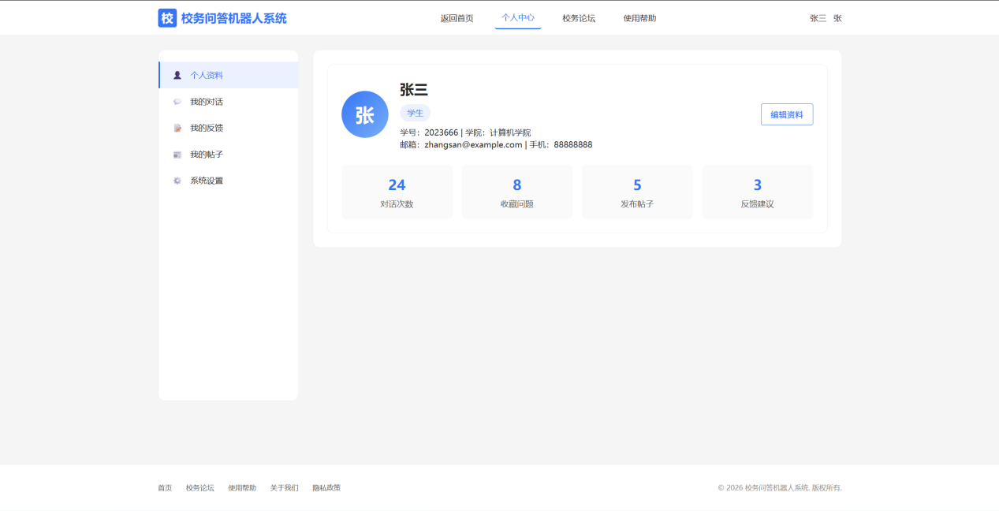 校 校务问答机器人系统 返回首页 个人中心 校务论坛 使用帮助 张三 张
个人资料
我的对话
我的反馈
我的帖子
系统设置
张
张三
学生
学号：2023666 | 学院：计算机学院
邮箱：zhangsan@example.com | 手机：88888888
编辑资料
24 8 5 3
对话次数 收藏问题 发布帖子 反馈建议
首页 校务论坛 使用帮助 关于我们 隐私政策 © 2026 校务问答机器人系统. 版权所有.